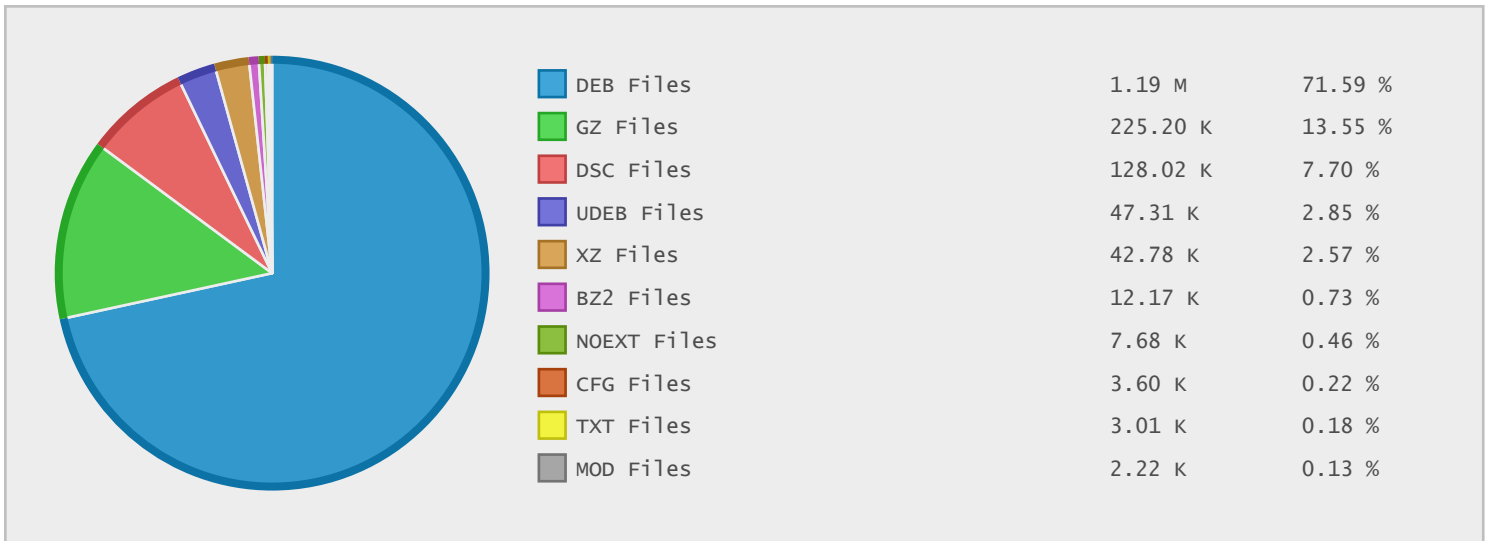 DEB Files 1.19 M 71.59 %
GZ Files 225.20 K 13.55 %
DSC Files 128.02 K 7.70 %
UDEB Files 47.31 K 2.85 %
XZ Files 42.78 K 2.57 %
BZ2 Files 12.17 K 0.73 %
NOEXT Files 7.68 K 0.46 %
CFG Files 3.60 K 0.22 %
TXT Files 3.01 K 0.18 %
MOD Files 2.22 K 0.13 %